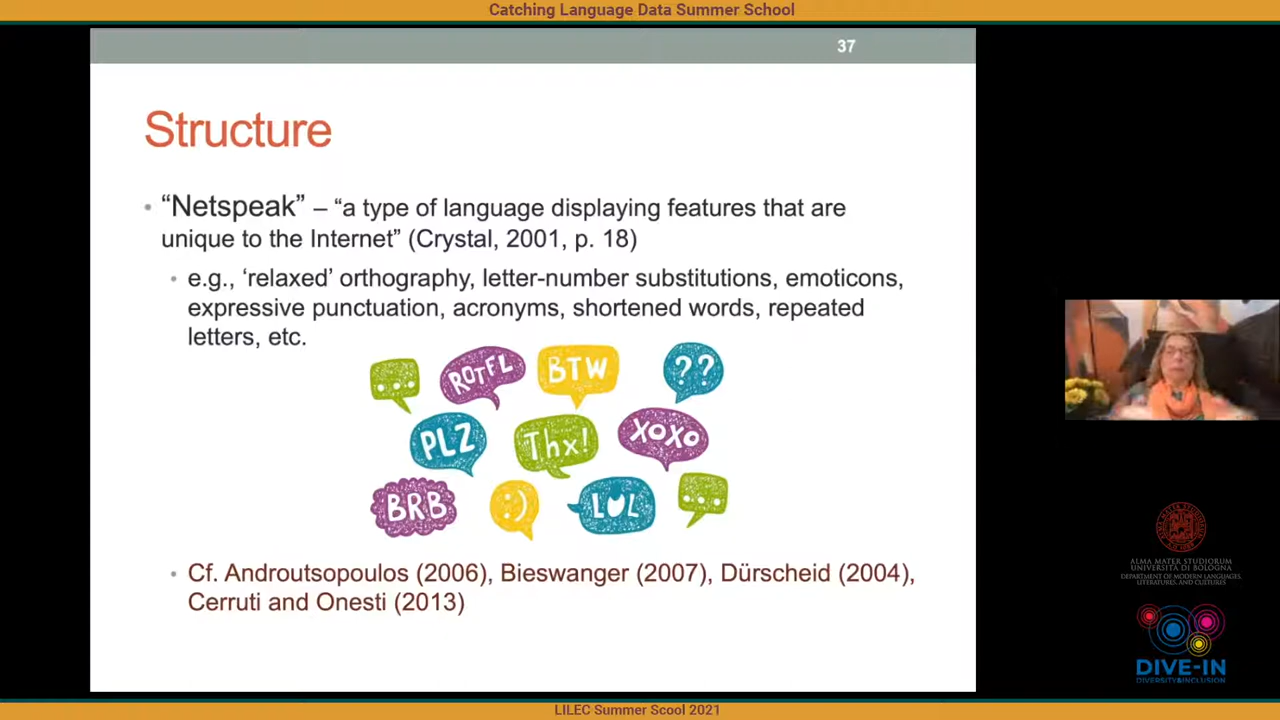 Catching Language Data Summer School
37
Structure
• “Netspeak” – “a type of language displaying features that are
unique to the Internet” (Crystal, 2001, p. 18)
• e.g., ‘relaxed’ orthography, letter-number substitutions, emoticons,
expressive punctuation, acronyms, shortened words, repeated
letters, etc.
... ROTFL BTW ??
PLZ Thx! XOXO
BRB :) LOL ...
• Cf. Androutsopoulos (2006), Bieswanger (2007), Dürscheid (2004),
Cerruti and Onesti (2013)
ALMA MATER STUDIORUM
UNIVERSITÀ DI BOLOGNA
DEPARTMENT OF MODERN LANGUAGES,
LITERATURES, AND CULTURES
DIVE-IN
DIVERSITY&INCLUSION
LILEC Summer Scool 2021